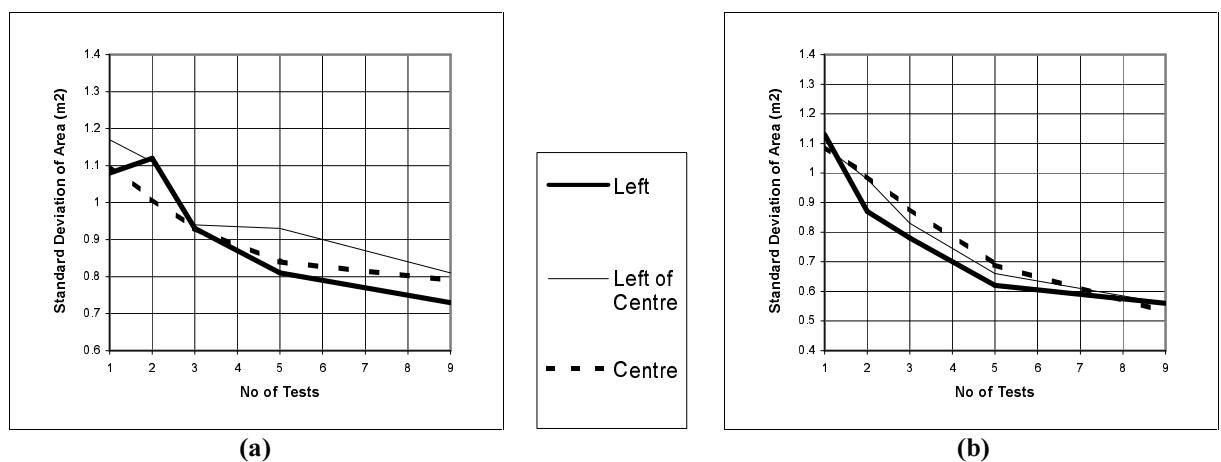 Standard Deviation of Area (m2)
1.4
1.3
1.2
1.1
1
0.9
0.8
0.7
0.6
1 2 3 4 5 6 7 8 9
No of Tests
(a)
Left
Left of
Centre
Centre
Standard Deviation of Area (m2)
1.4
1.3
1.2
1.1
1
0.9
0.8
0.7
0.6
0.5
0.4
1 2 3 4 5 6 7 8 9
No of Tests
(b)